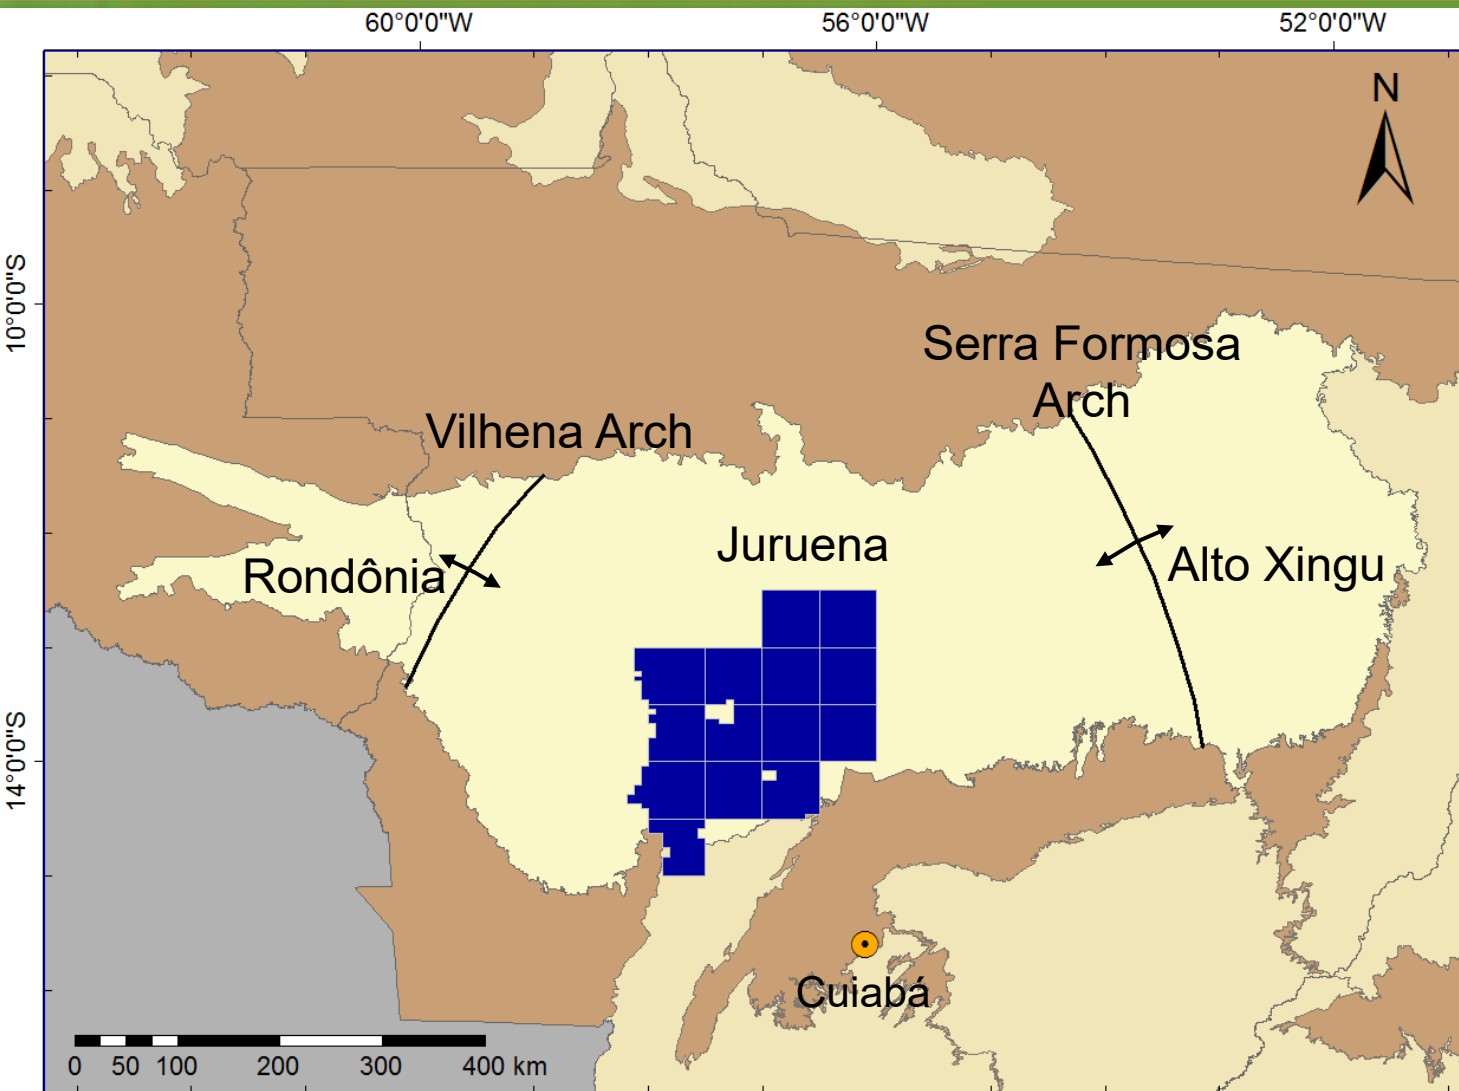 60°0'0"W
56°0'0"W
52°0'0"W
N
10°0'0"S
14°0'0"S
Serra Formosa
Arch
Vilhena Arch
Juruena
Rondônia
Alto Xingu
Cuiabá
0 50 100 200 300 400 km